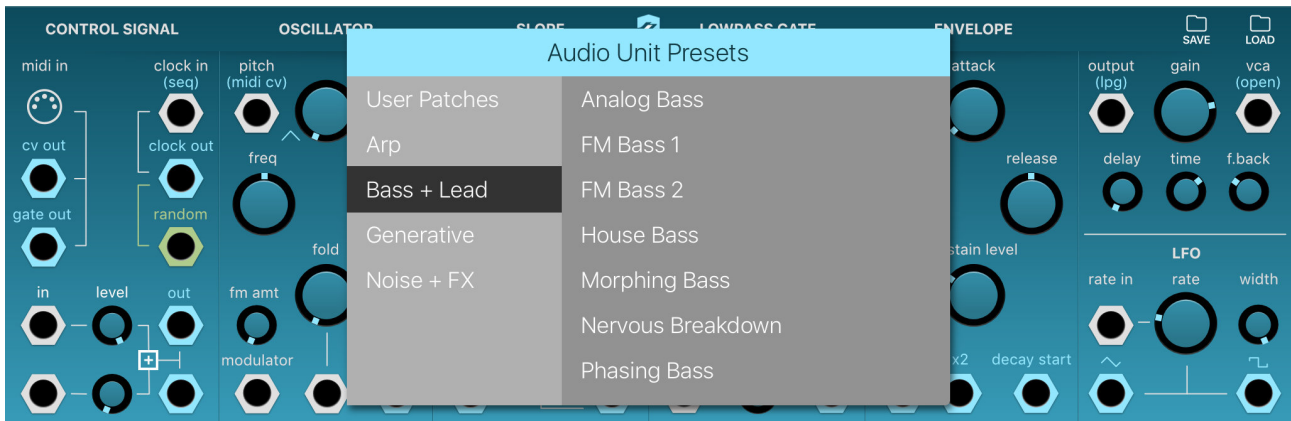 CONTROL SIGNAL
OSCILLATOR
SLOPE
LOWPASS GATE
ENVELOPE
SAVE
LOAD
Audio Unit Presets
User Patches
Arp
Bass + Lead
Generative
Noise + FX
Analog Bass
FM Bass 1
FM Bass 2
House Bass
Morphing Bass
Nervous Breakdown
Phasing Bass
midi in
clock in
(seq)
cv out
clock out
gate out
random
in
level
out
pitch
(midi cv)
freq
fold
fm amt
modulator
attack
release
stain level
x2
decay start
output
(lpg)
gain
vca
(open)
delay
time
f.back
LFO
rate in
rate
width